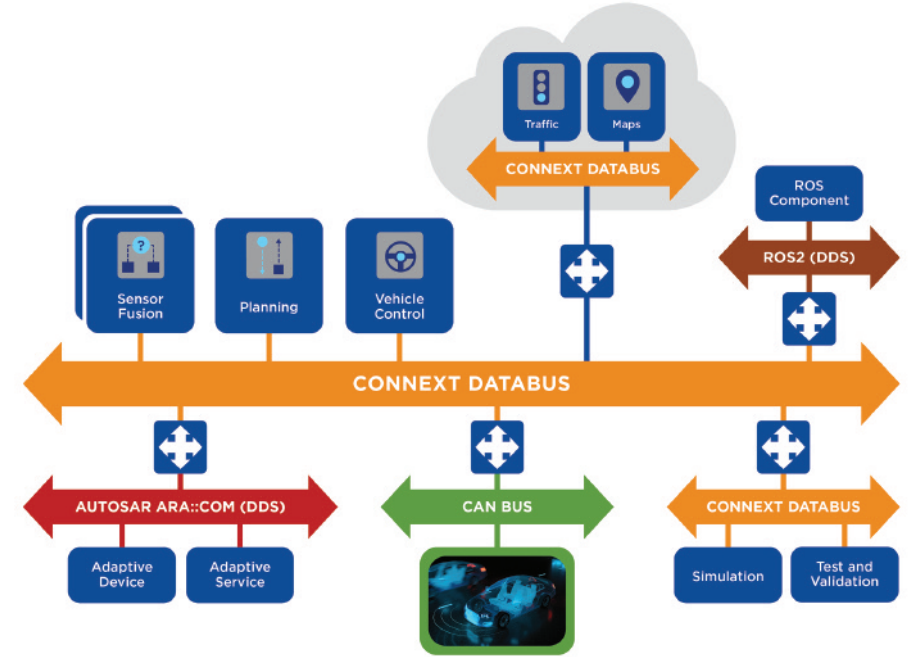 Traffic
Maps
CONNEXT DATABUS
ROS
Component
ROS2 (DDS)
?
Sensor
Fusion
Planning
Vehicle
Control
CONNEXT DATABUS
AUTOSAR ARA::COM (DDS)
CAN BUS
CONNEXT DATABUS
Adaptive
Device
Adaptive
Service
Simulation
Test and
Validation